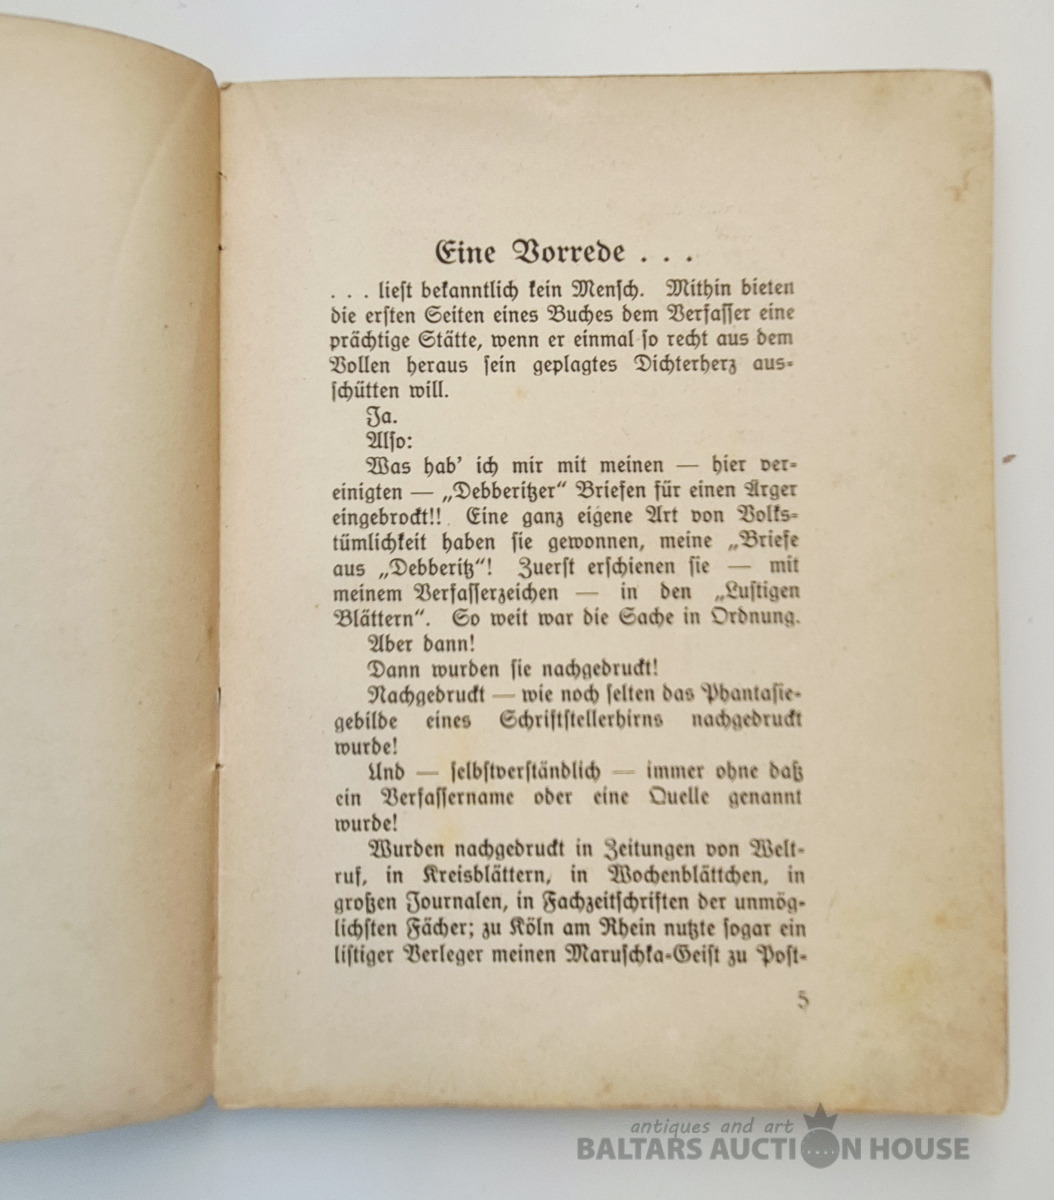 Eine Vorrede . . .
. . . liest bekanntlich kein Mensch. Mithin bieten
die ersten Seiten eines Buches dem Verfasser eine
prächtige Stätte, wenn er einmal so recht aus dem
Vollen heraus sein geplagtes Dichterherz aus-
schütten will.
Ja.
Also:
Was hab' ich mir mit meinen — hier ver-
einigten — „Debberitzer“ Briefen für einen Ärger
eingebrockt!! Eine ganz eigene Art von Volks-
tümlichkeit haben sie gewonnen, meine „Briefe
aus „Debberitz“! Zuerst erschienen sie — mit
meinem Verfasserzeichen — in den „Lustigen
Blättern“. So weit war die Sache in Ordnung.
Aber dann!
Dann wurden sie nachgedruckt!
Nachgedruckt — wie noch selten das Phantasie-
gebilde eines Schriftstellerhirns nachgedruckt
wurde!
Und — selbstverständlich — immer ohne daß
ein Verfassername oder eine Quelle genannt
wurde!
Wurden nachgedruckt in Zeitungen von Welt-
ruf, in Kreisblättern, in Wochenblättchen, in
großen Journalen, in Fachzeitschriften der unmög-
lichsten Fächer; zu Köln am Rhein nutzte sogar ein
listiger Verleger meinen Maruschka-Geist zu Post-
5
antiques and art
BALTARS AUCTION HOUSE